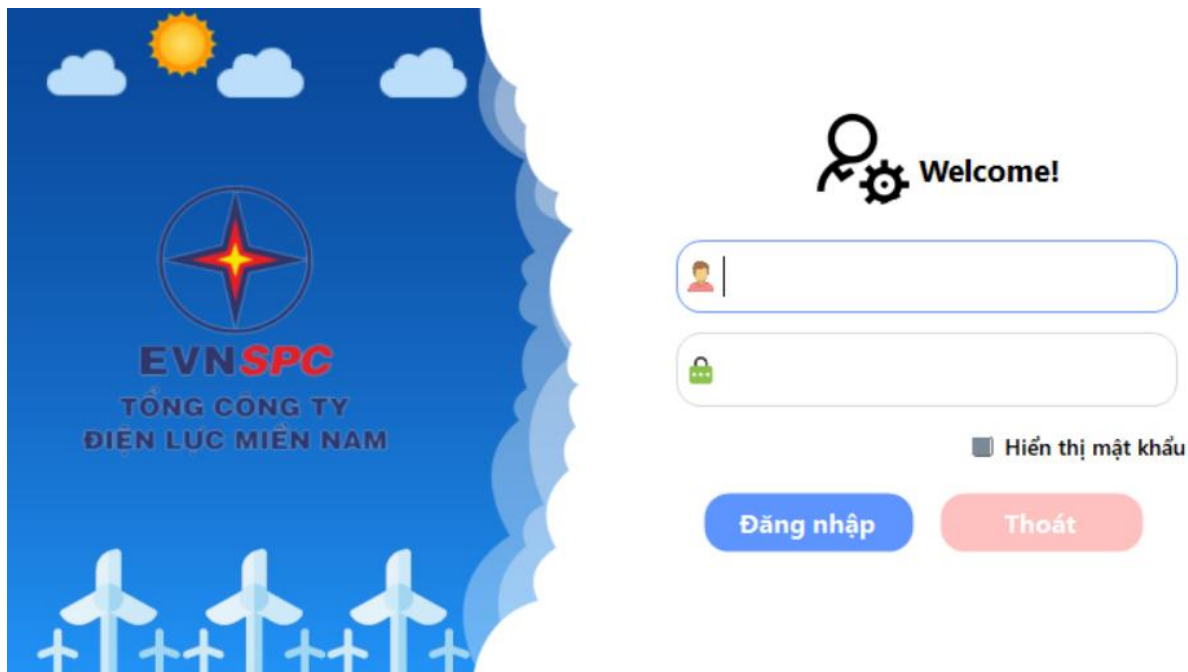 EVNSPC
TỔNG CÔNG TY
ĐIỆN LỰC MIỀN NAM
Welcome!
Hiển thị mật khẩu
Đăng nhập
Thoát